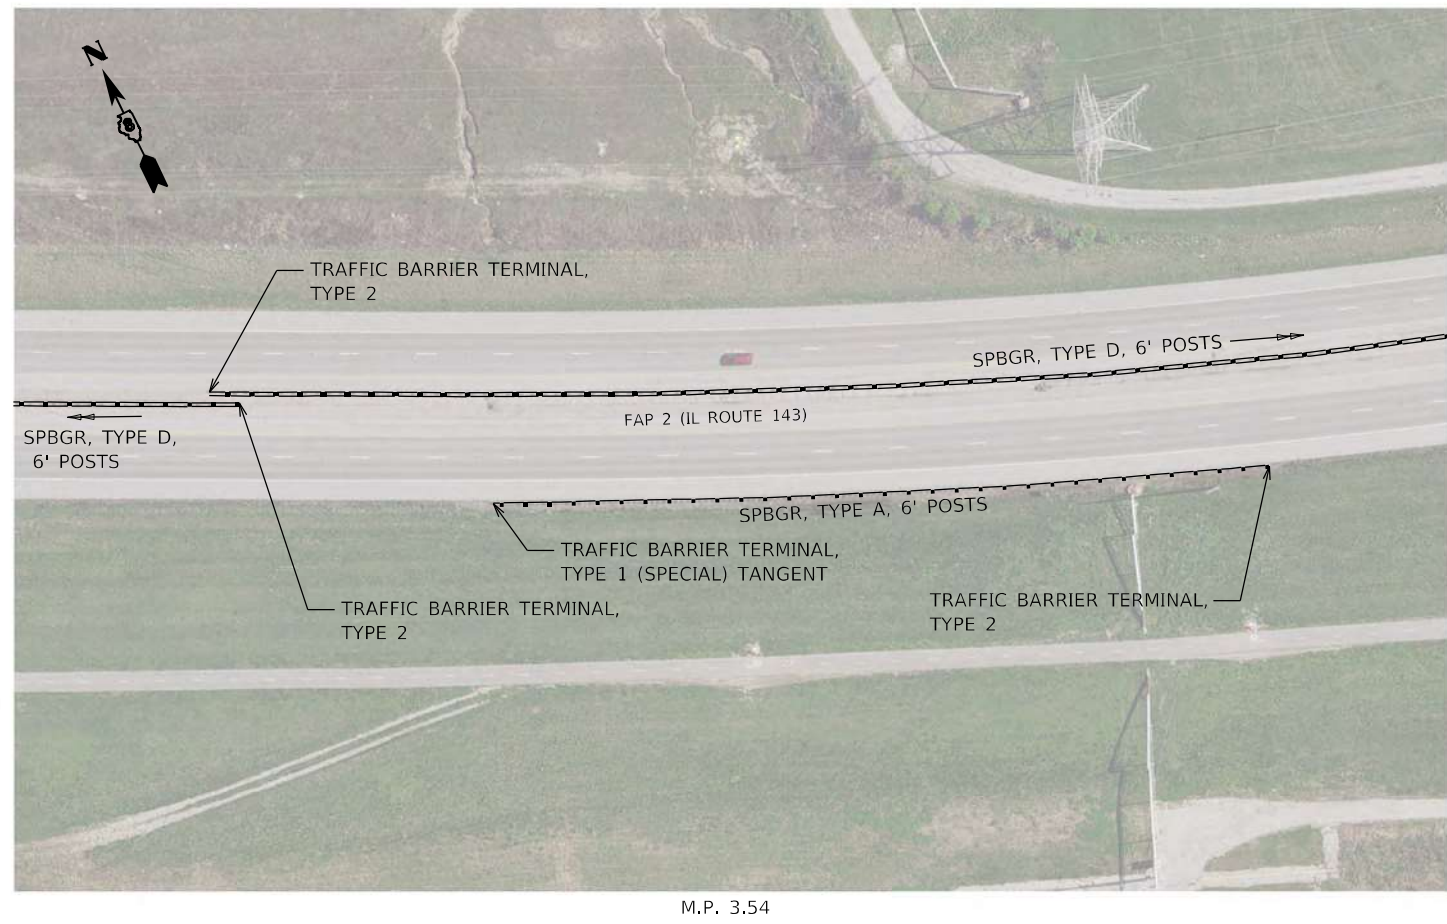 N
8
TRAFFIC BARRIER TERMINAL,
TYPE 2
SPBGR, TYPE D, 6' POSTS
FAP 2 (IL ROUTE 143)
SPBGR, TYPE D,
6' POSTS
SPBGR, TYPE A, 6' POSTS
TRAFFIC BARRIER TERMINAL,
TYPE 1 (SPECIAL) TANGENT
TRAFFIC BARRIER TERMINAL,
TYPE 2
TRAFFIC BARRIER TERMINAL,
TYPE 2
M.P. 3.54